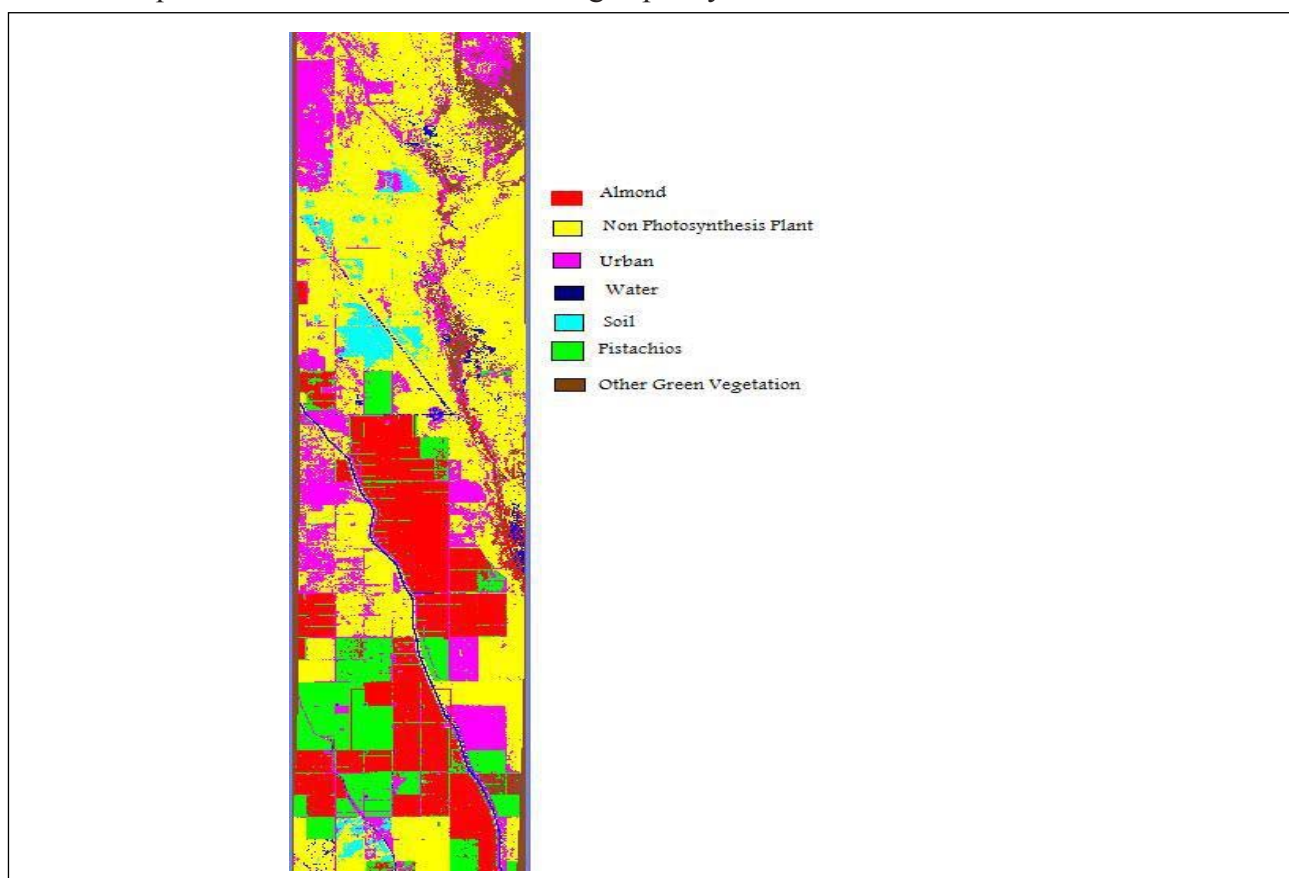 Almond
Non Photosynthesis Plant
Urban
Water
Soil
Pistachios
Other Green Vegetation